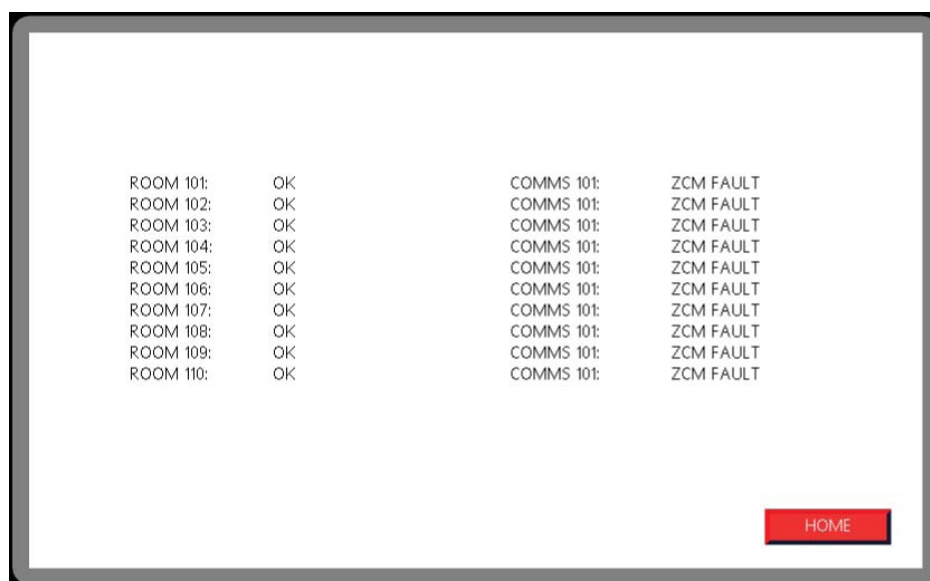 ROOM 101: OK COMMS 101: ZCM FAULT
ROOM 102: OK COMMS 101: ZCM FAULT
ROOM 103: OK COMMS 101: ZCM FAULT
ROOM 104: OK COMMS 101: ZCM FAULT
ROOM 105: OK COMMS 101: ZCM FAULT
ROOM 106: OK COMMS 101: ZCM FAULT
ROOM 107: OK COMMS 101: ZCM FAULT
ROOM 108: OK COMMS 101: ZCM FAULT
ROOM 109: OK COMMS 101: ZCM FAULT
ROOM 110: OK COMMS 101: ZCM FAULT
HOME